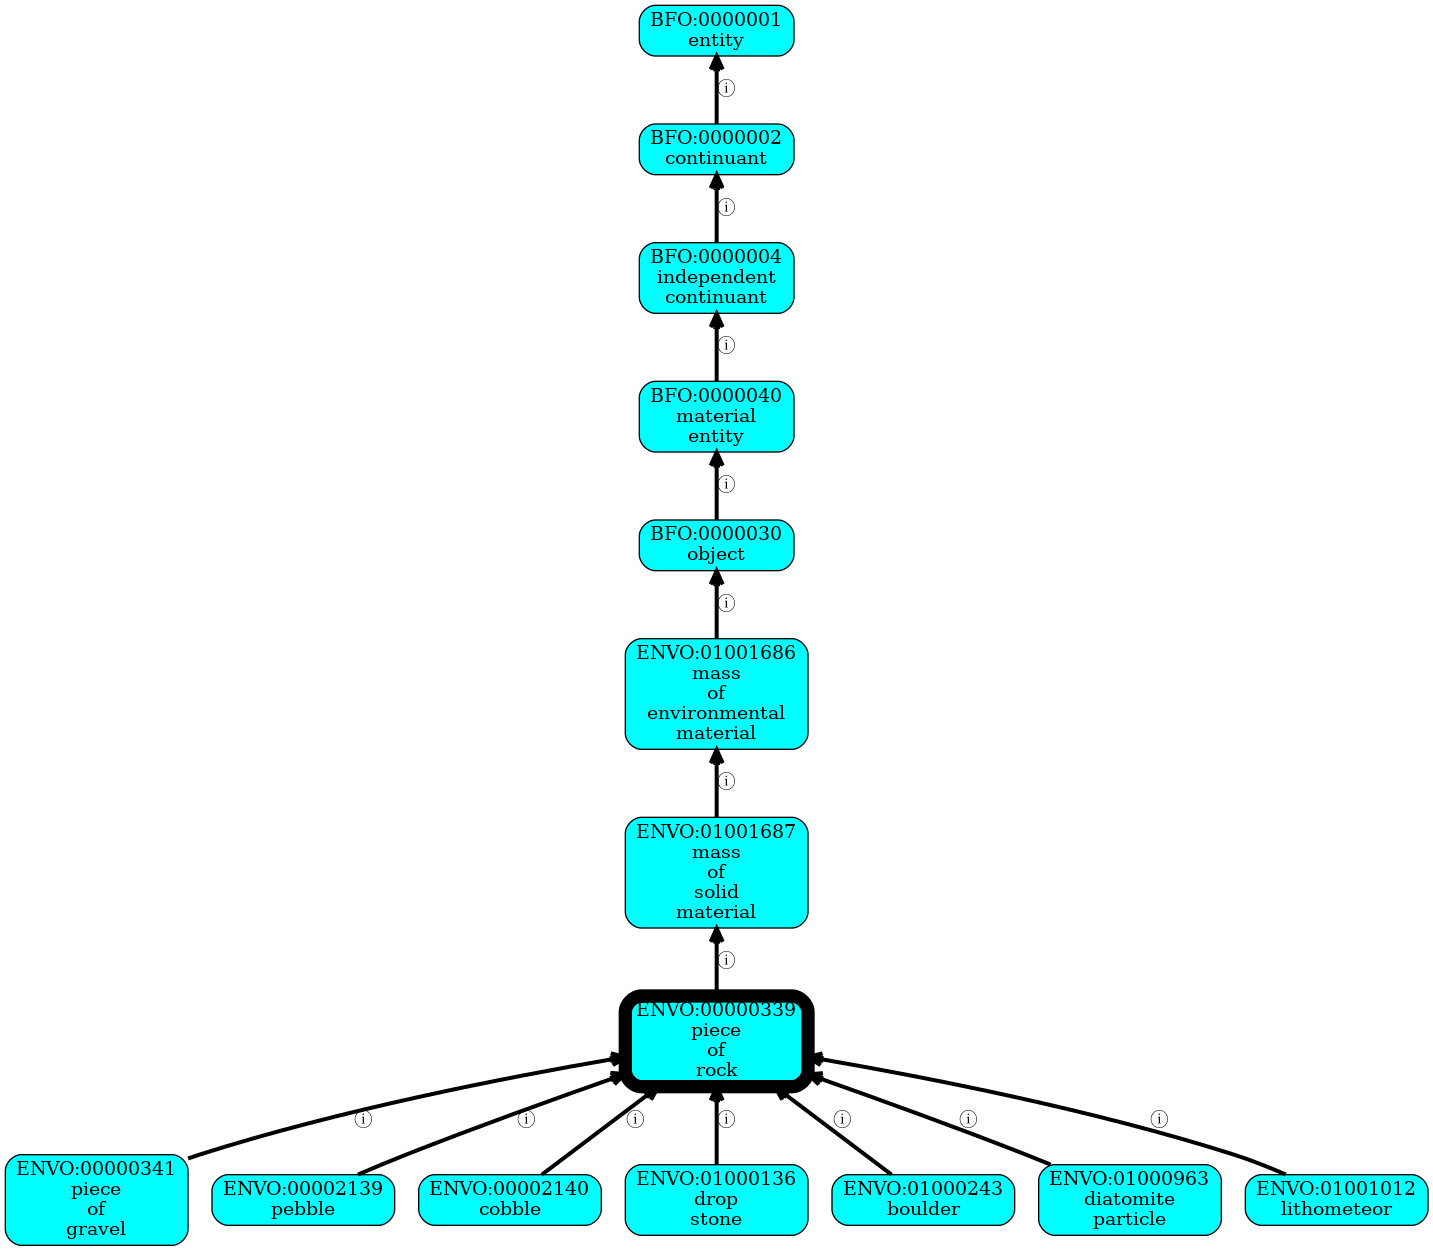 BFO:0000001
entity
ⓘ
BFO:0000002
continuant
ⓘ
BFO:0000004
independent
continuant
ⓘ
BFO:0000040
material
entity
ⓘ
BFO:0000030
object
ⓘ
ENVO:01001686
mass
of
environmental
material
ⓘ
ENVO:01001687
mass
of
solid
material
ⓘ
ENVO:00000339
piece
of
rock
ⓘ ⓘ ⓘ ⓘ ⓘ ⓘ ⓘ
ENVO:00000341
piece
of
gravel
ENVO:00002139
pebble
ENVO:00002140
cobble
ENVO:01000136
drop
stone
ENVO:01000243
boulder
ENVO:01000963
diatomite
particle
ENVO:01001012
lithometeor